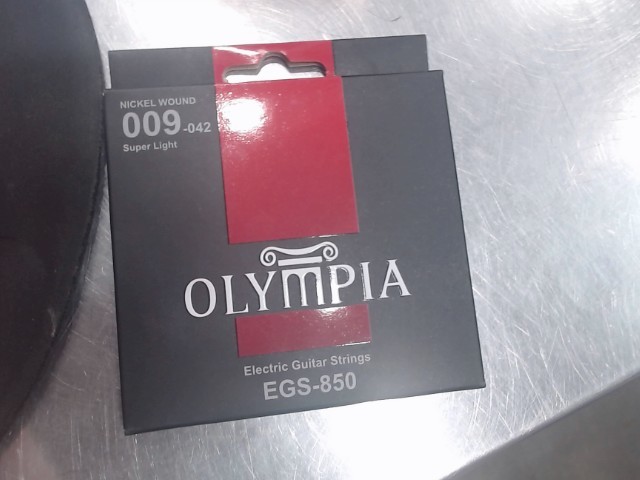 NICKEL WOUND
009-042
Super Light
OLYMPIA
Electric Guitar Strings
EGS-850